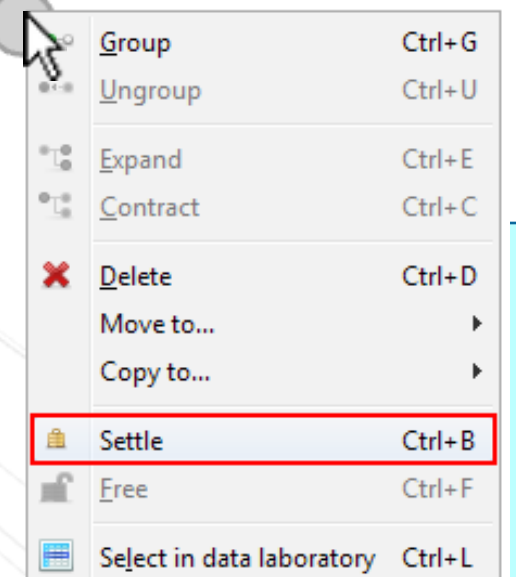 Group Ctrl+G
Ungroup Ctrl+U
Expand Ctrl+E
Contract Ctrl+C
Delete Ctrl+D
Move to...
Copy to...
Settle Ctrl+B
Free Ctrl+F
Select in data laboratory Ctrl+L